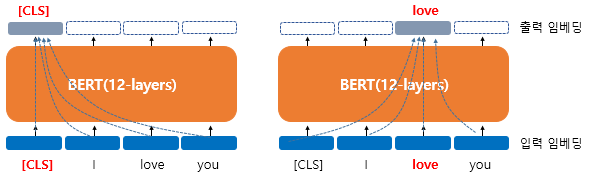 [CLS]
love
출력 임베딩
BERT(12-layers)
BERT(12-layers)
입력 임베딩
[CLS] I love you
[CLS] I love you